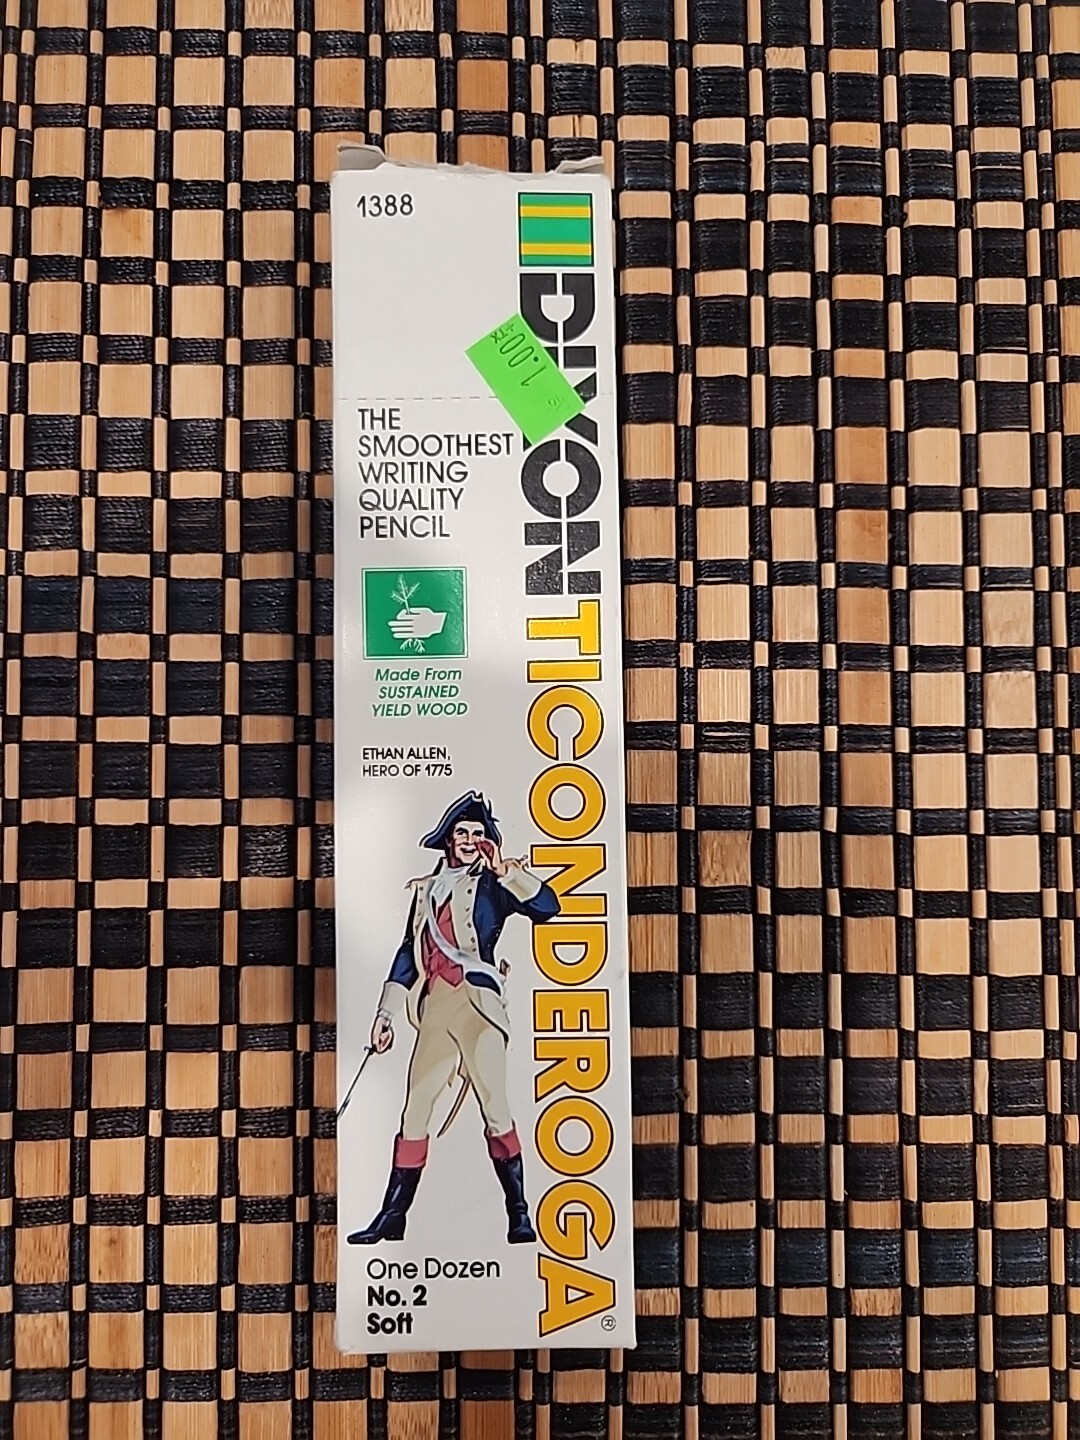 1388
DIXON TICONDEROGA®
1.00
+TX
THE
SMOOTHEST
WRITING
QUALITY
PENCIL
Made From
SUSTAINED
YIELD WOOD
ETHAN ALLEN,
HERO OF 1775
One Dozen
No. 2
Soft